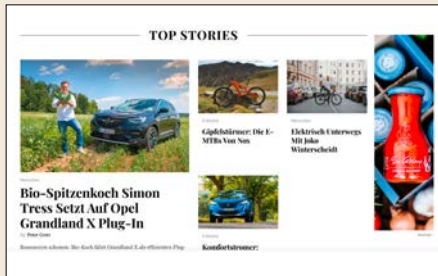 TOP STORIES
Bio-Spitzenkoch Simon
Tress Setzt Auf Opel
Grandland X Plug-In
Gipfelstürmer: Die E-
MTBs Von Nox
Elektrisch Unterwegs
Mit Joko
Winterscheidt
Komfortstromer: